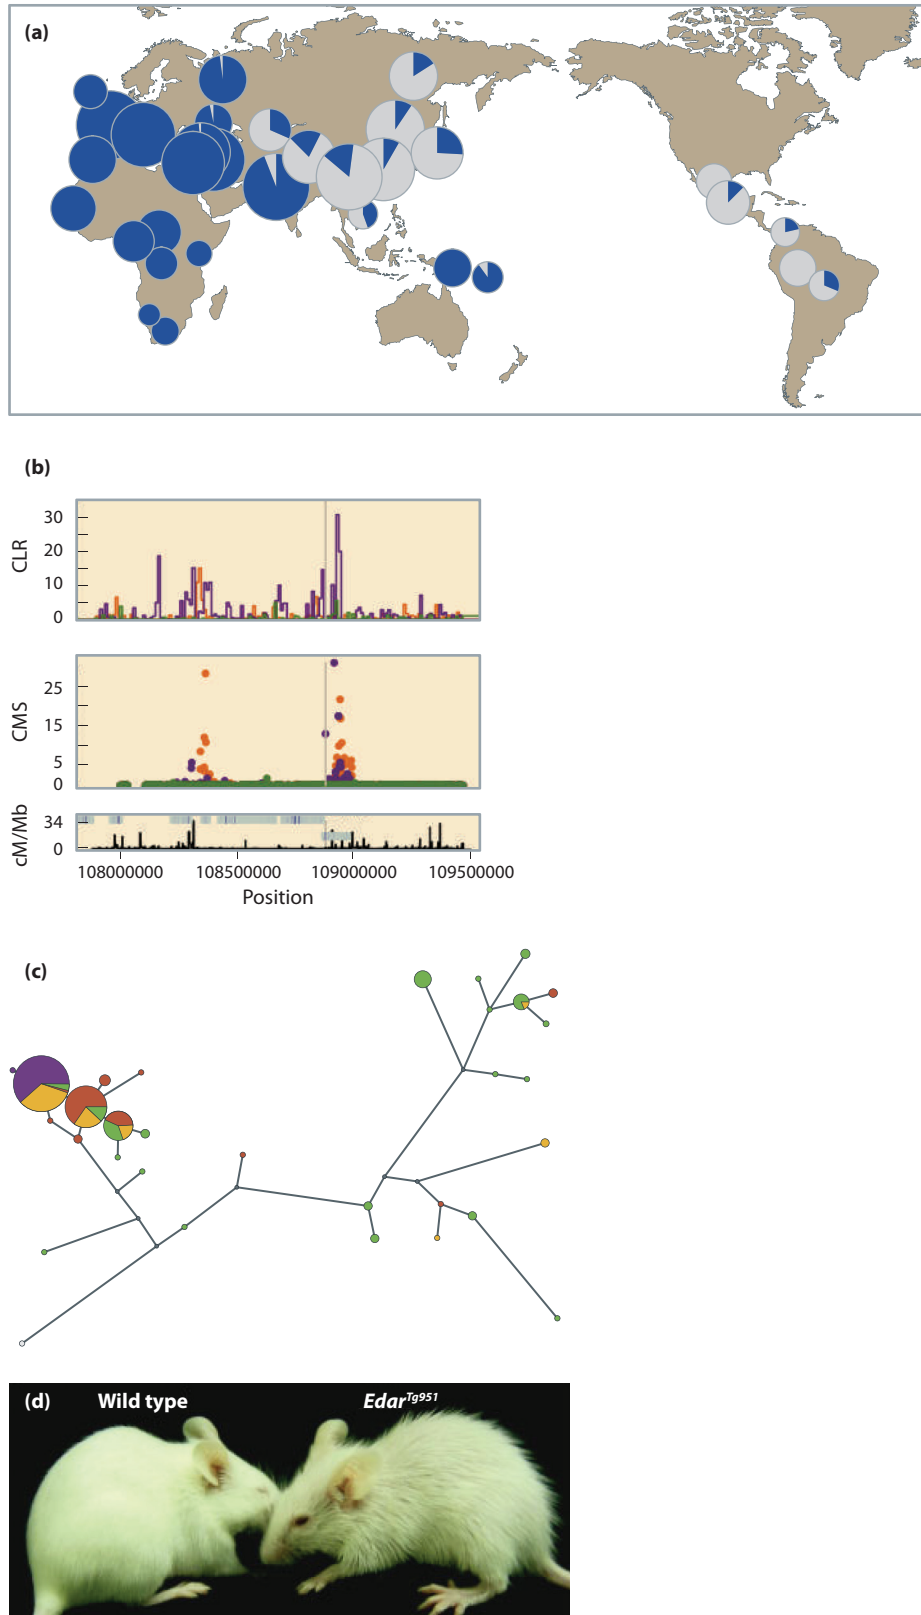 (a)
(b)
CLR
30
20
10
0
CMS
25
15
5
0
cM/Mb
34
0
108000000 108500000 109000000 109500000
Position
(c)
(d) Wild type Edar^Tg951